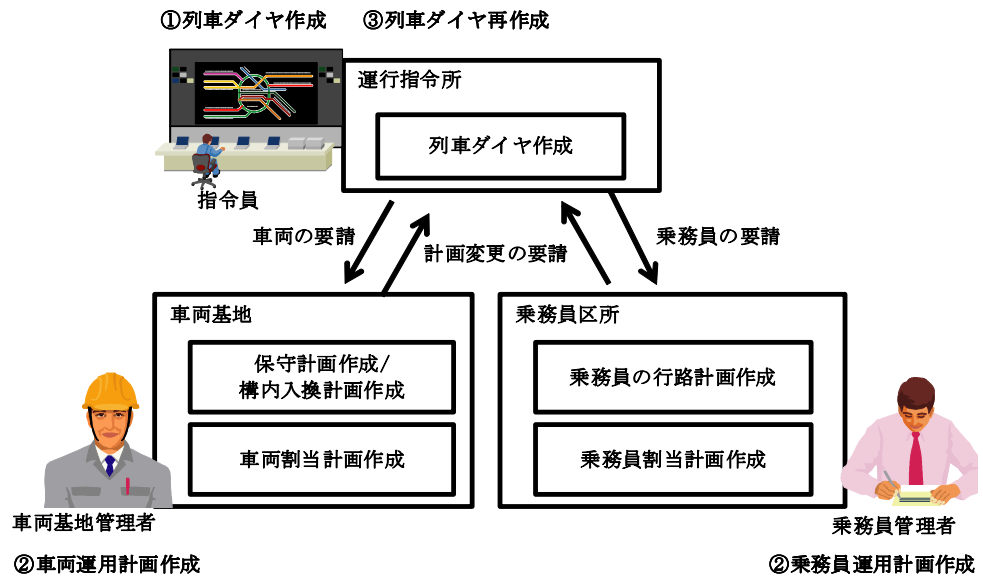 ①列車ダイヤ作成
③列車ダイヤ再作成
運行指令所
列車ダイヤ作成
指令員
車両の要請
計画変更の要請
乗務員の要請
車両基地
保守計画作成/
構内入換計画作成
車両割当計画作成
乗務員区所
乗務員の行路計画作成
乗務員割当計画作成
車両基地管理者
②車両運用計画作成
乗務員管理者
②乗務員運用計画作成